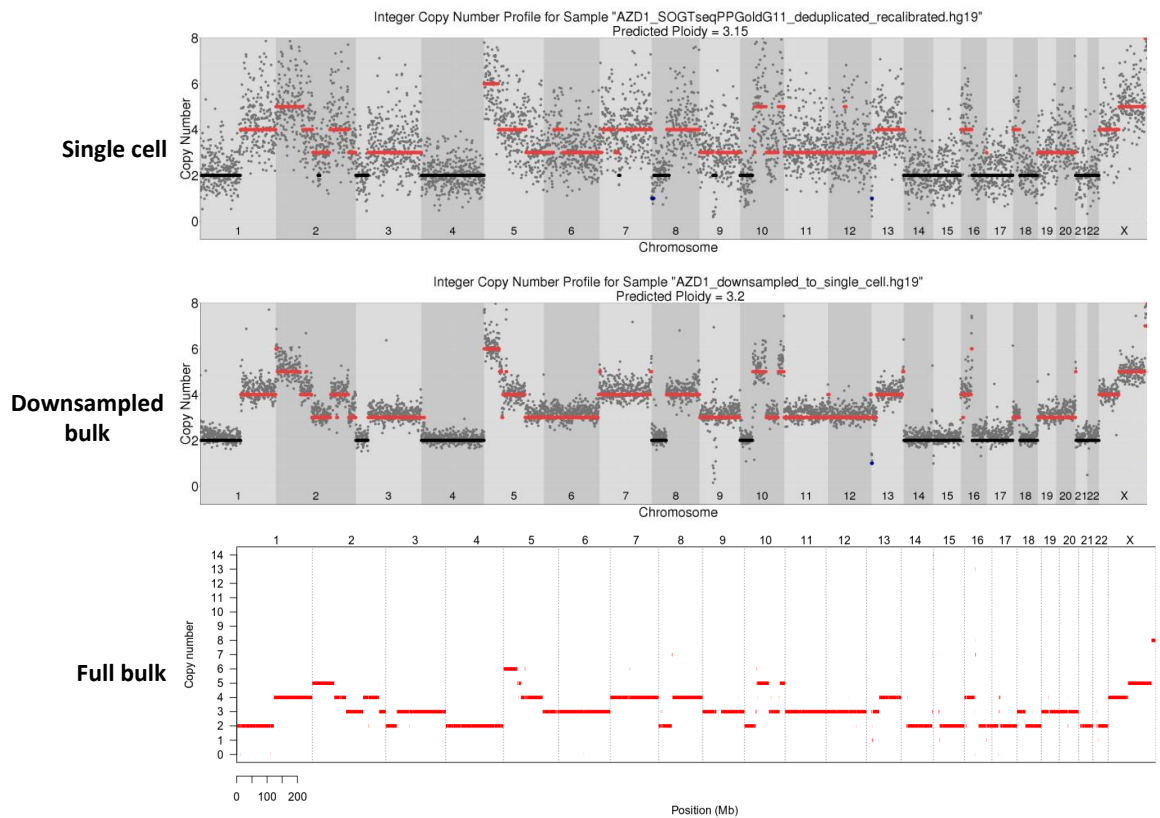 Integer Copy Number Profile for Sample "AZD1_SOGTseqPPGoldG11_deduplicated_recalibrated.hg19"
Predicted Ploidy = 3.15
Single cell
Copy Number
8
6
4
2
0
1 2 3 4 5 6 7 8 9 10 11 12 13 14 15 16 17 18 19 20 2122 X
Chromosome
Integer Copy Number Profile for Sample "AZD1_downsampled_to_single_cell.hg19"
Predicted Ploidy = 3.2
Downsampled
bulk
Copy Number
8
6
4
2
0
1 2 3 4 5 6 7 8 9 10 11 12 13 14 15 16 17 18 19 20 2122 X
Chromosome
1 2 3 4 5 6 7 8 9 10 11 12 13 14 15 16 17 18 19 20 21 22 X
Full bulk
Copy number
14
13
12
11
10
9
8
7
6
5
4
3
2
1
0
0 100 200
Position (Mb)